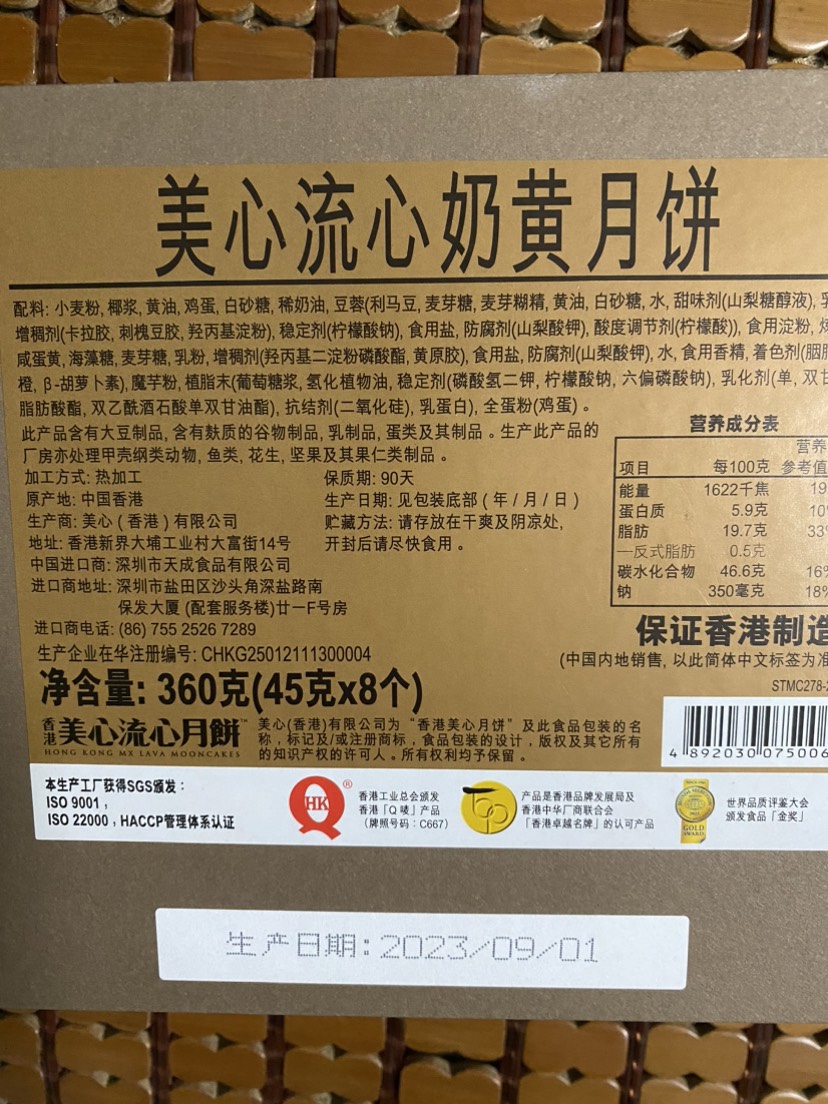 美心流心奶黄月饼
配料: 小麦粉, 椰浆, 黄油, 鸡蛋, 白砂糖, 稀奶油, 豆蓉(利马豆, 麦芽糖, 麦芽糊精, 黄油, 白砂糖, 水, 甜味剂(山梨糖醇液),
增稠剂(卡拉胶, 刺槐豆胶, 羟丙基淀粉), 稳定剂(柠檬酸钠), 食用盐, 防腐剂(山梨酸钾), 酸度调节剂(柠檬酸)), 食用淀粉,
咸蛋黄, 海藻糖, 麦芽糖, 乳粉, 增稠剂(羟丙基二淀粉磷酸酯, 黄原胶), 食用盐, 防腐剂(山梨酸钾), 水, 食用香精, 着色剂(胭
橙, β-胡萝卜素), 魔芋粉, 植脂末(葡萄糖浆, 氢化植物油, 稳定剂(磷酸氢二钾, 柠檬酸钠, 六偏磷酸钠), 乳化剂(单, 双甘
脂肪酸酯, 双乙酰酒石酸单双甘油酯), 抗结剂(二氧化硅), 乳蛋白), 全蛋粉(鸡蛋)。
此产品含有大豆制品, 含有麸质的谷物制品, 乳制品, 蛋类及其制品。生产此产品的
厂房亦处理甲壳纲类动物, 鱼类, 花生, 坚果及其果仁类制品。
加工方式: 热加工
原产地: 中国香港
生产商: 美心(香港)有限公司
地址: 香港新界大埔工业村大富街14号
中国进口商: 深圳市天成食品有限公司
进口商地址: 深圳市盐田区沙头角深盐路南
保发大厦 (配套服务楼)廿一F号房
进口商电话: (86) 755 2526 7289
生产企业在华注册编号: CHKG25012111300004
保质期: 90天
生产日期: 见包装底部 (年/月/日)
贮藏方法: 请存放在干爽及阴凉处,
开封后请尽快食用。
营养成分表
营养
项目 每100克 参考值
能量 1622千焦 19
蛋白质 5.9克 10
脂肪 19.7克 33
—反式脂肪 0.5克
碳水化合物 46.6克 16%
钠 350毫克 18%
保证香港制造
(中国内地销售, 以此简体中文标签为准
STMC278-
净含量: 360克(45克x8个)
香港美心流心月餅™
HONG KONG MX LAVA MOONCAKES
美心(香港)有限公司为“香港美心月饼”及此食品包装的名
称,标记及/或注册商标,食品包装的设计,版权及其它所有
的知识产权的许可人。所有权利均予保留。
4 892030 075006
本生产工厂获得SGS颁发:
ISO 9001,
ISO 22000, HACCP管理体系认证
HK
®
香港工业总会颁发
香港「Q 唛」产品
(牌照号码:C667)
产品是香港品牌发展局及
香港中华厂商联合会
「香港卓越名牌」的认可产品
GOLD
AWARD
世界品质评鉴大会
颁发食品「金奖」
生产日期:2023/09/01